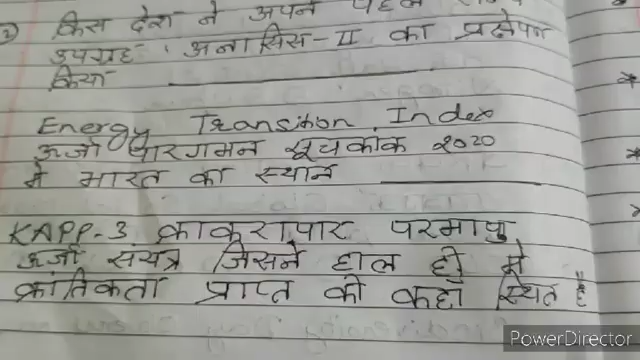 किस देश ने अपने पहले
उपग्रह 'अनासिस-II का प्रक्षेपण
किया
Energy Transition Index
ऊर्जा पारगमन सूचकांक 2020
मे भारत का स्थान
KAPP-3 काकरापार परमाणु
ऊर्जा संयंत्र जिसने हाल ही मे
क्रांतिकता प्राप्त की कहाँ स्थित है
PowerDirector